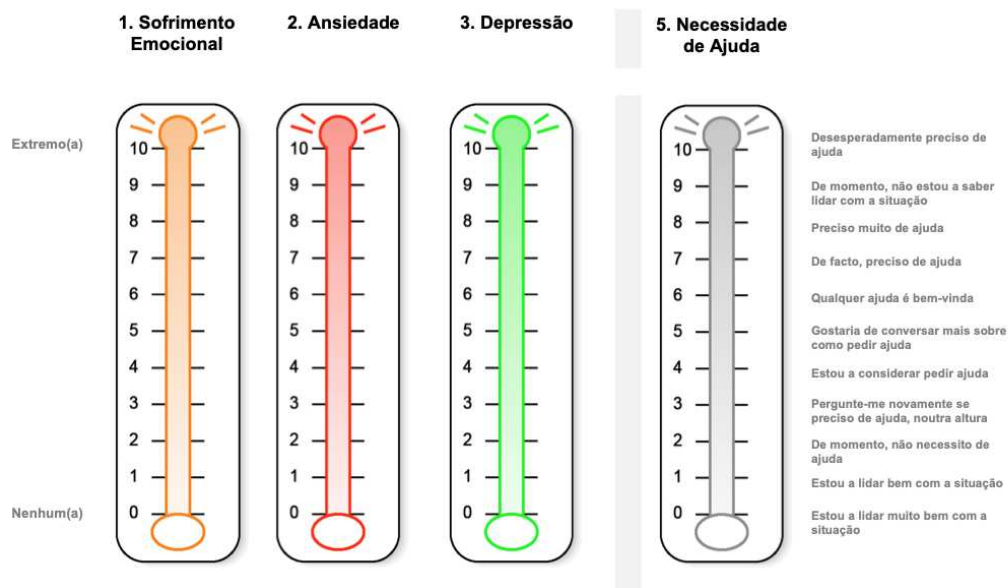 1. Sofrimento
Emocional
2. Ansiedade
3. Depressão
5. Necessidade
de Ajuda
Extremo(a)
Nenhum(a)
10
9
8
7
6
5
4
3
2
1
0
10
9
8
7
6
5
4
3
2
1
0
10
9
8
7
6
5
4
3
2
1
0
10
9
8
7
6
5
4
3
2
1
0
Desesperadamente preciso de
ajuda
De momento, não estou a saber
lidar com a situação
Preciso muito de ajuda
De facto, preciso de ajuda
Qualquer ajuda é bem-vinda
Gostaria de conversar mais sobre
como pedir ajuda
Estou a considerar pedir ajuda
Pergunte-me novamente se
preciso de ajuda, noutra altura
De momento, não necessito de
ajuda
Estou a lidar bem com a situação
Estou a lidar muito bem com a
situação